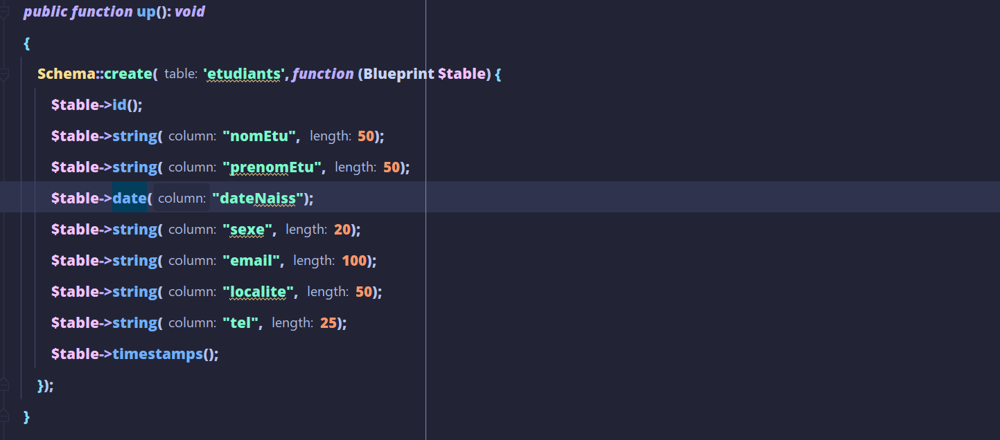 public function up(): void
{
Schema::create( table: 'etudiants', function (Blueprint $table) {
$table->id();
$table->string( column: "nomEtu", length: 50);
$table->string( column: "prenomEtu", length: 50);
$table->date( column: "dateNaiss");
$table->string( column: "sexe", length: 20);
$table->string( column: "email", length: 100);
$table->string( column: "localite", length: 50);
$table->string( column: "tel", length: 25);
$table->timestamps();
});
}